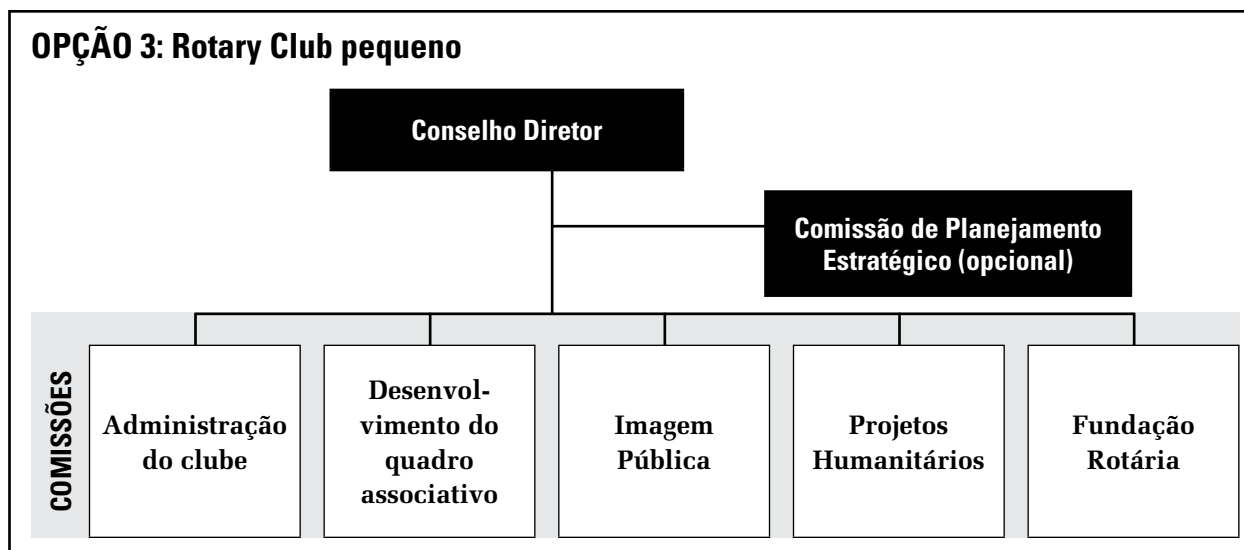 OPÇÃO 3: Rotary Club pequeno
Conselho Diretor
Comissão de Planejamento
Estratégico (opcional)
COMISSÕES
Administração
do clube
Desenvol-
vimento do
quadro
associativo
Imagem
Pública
Projetos
Humanitários
Fundação
Rotária